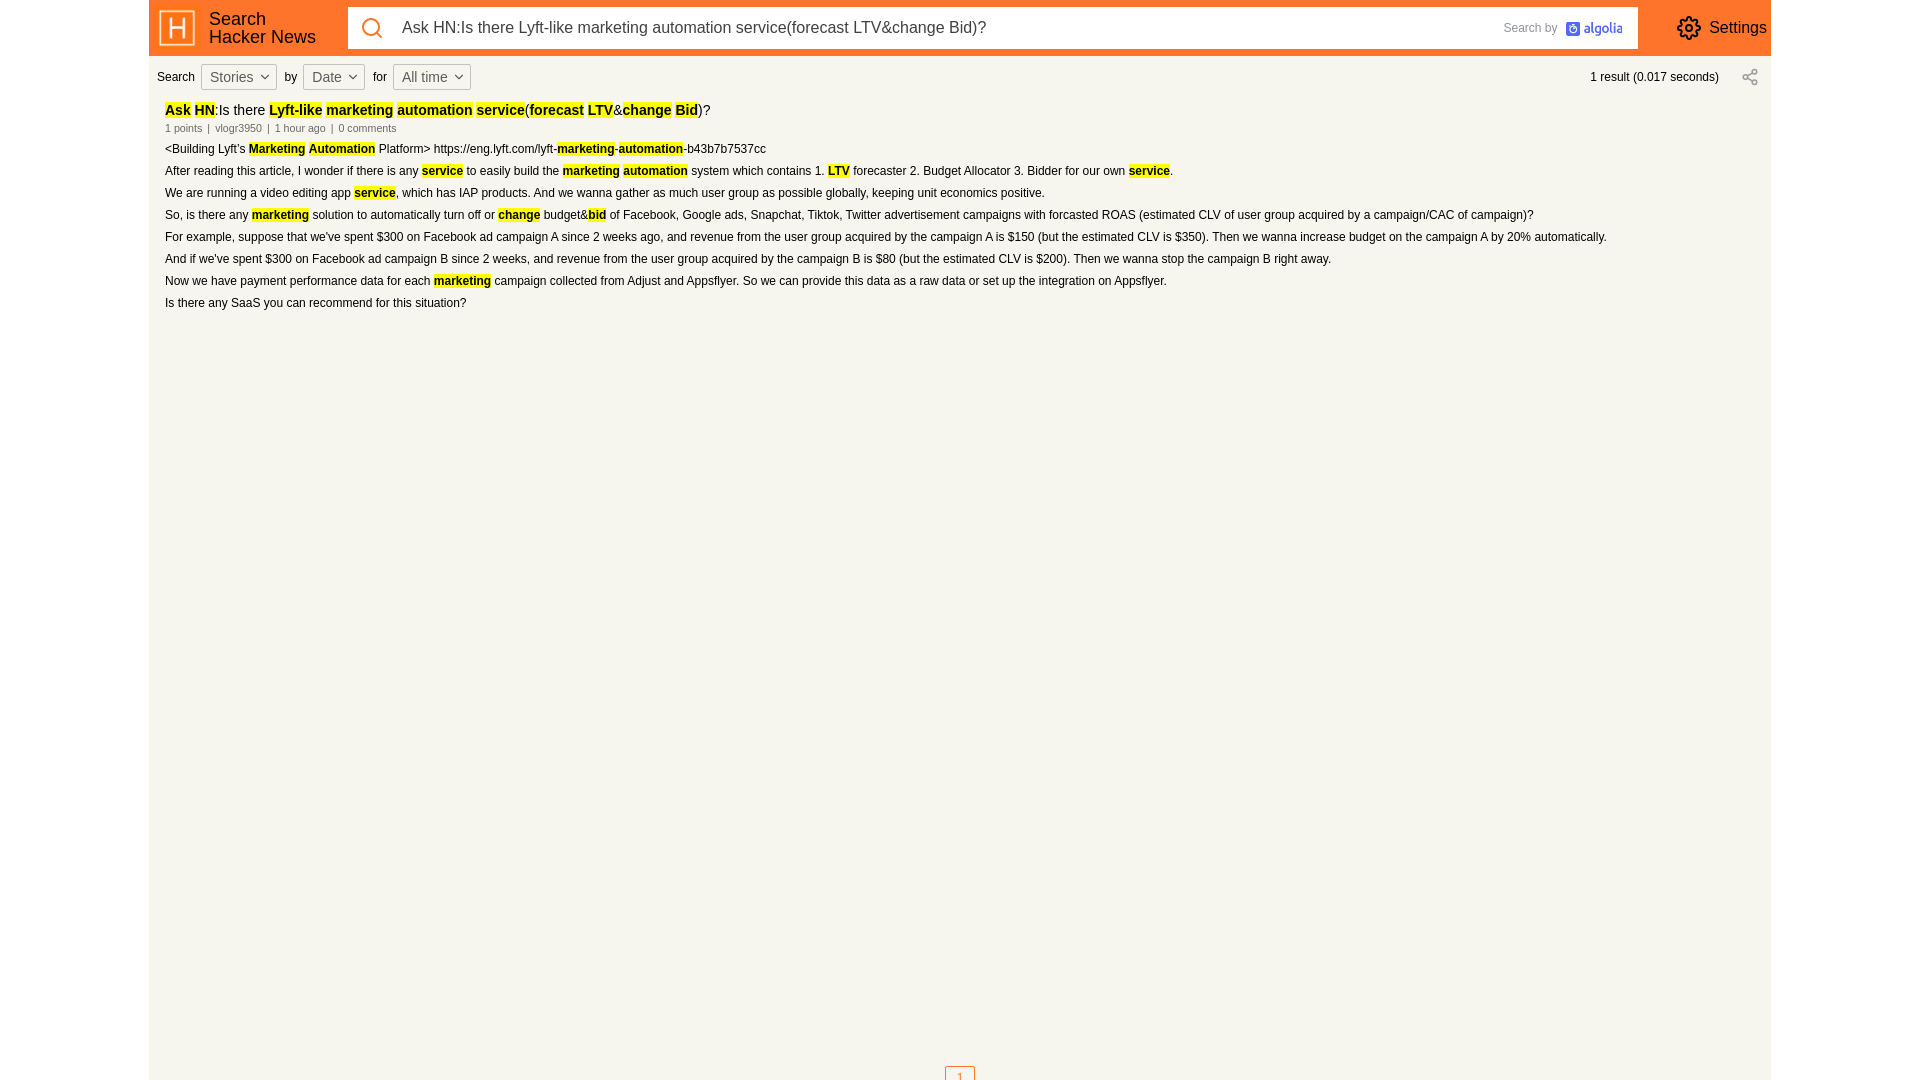 Search
Hacker News
Ask HN:Is there Lyft-like marketing automation service(forecast LTV&change Bid)?
Search by algolia
Settings
Search Stories by Date for All time
1 result (0.017 seconds)
Ask HN:Is there Lyft-like marketing automation service(forecast LTV&change Bid)?
1 points | vlogr3950 | 1 hour ago | 0 comments
<Building Lyft’s Marketing Automation Platform> https://eng.lyft.com/lyft-marketing-automation-b43b7b7537cc
After reading this article, I wonder if there is any service to easily build the marketing automation system which contains 1. LTV forecaster 2. Budget Allocator 3. Bidder for our own service.
We are running a video editing app service, which has IAP products. And we wanna gather as much user group as possible globally, keeping unit economics positive.
So, is there any marketing solution to automatically turn off or change budget&bid of Facebook, Google ads, Snapchat, Tiktok, Twitter advertisement campaigns with forcasted ROAS (estimated CLV of user group acquired by a campaign/CAC of campaign)?
For example, suppose that we've spent $300 on Facebook ad campaign A since 2 weeks ago, and revenue from the user group acquired by the campaign A is $150 (but the estimated CLV is $350). Then we wanna increase budget on the campaign A by 20% automatically.
And if we've spent $300 on Facebook ad campaign B since 2 weeks, and revenue from the user group acquired by the campaign B is $80 (but the estimated CLV is $200). Then we wanna stop the campaign B right away.
Now we have payment performance data for each marketing campaign collected from Adjust and Appsflyer. So we can provide this data as a raw data or set up the integration on Appsflyer.
Is there any SaaS you can recommend for this situation?
1